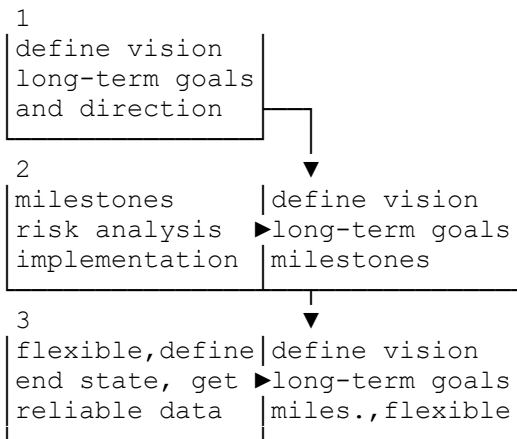 1
define vision
long-term goals
and direction
2
milestones define vision
risk analysis ►long-term goals
implementation milestones
3
flexible,define define vision
end state, get ►long-term goals
reliable data miles.,flexible